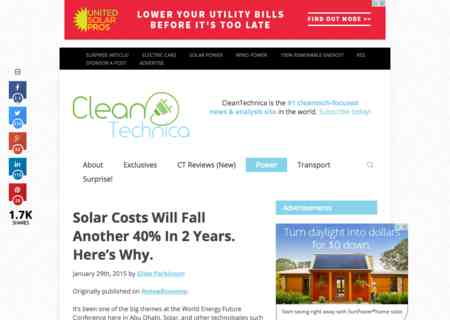 UNITED
SOLAR
PROS
LOWER YOUR UTILITY BILLS
BEFORE IT'S TOO LATE
FIND OUT MORE >>
SURPRISE ARTICLE! ELECTRIC CARS SOLAR POWER WIND POWER 100% RENEWABLE ENERGY? RSS
SPONSOR A POST ADVERTISE
Clean
Technica
CleanTechnica is the #1 cleantech-focused
news & analysis site in the world. Subscribe today!
About Exclusives CT Reviews (New) Power Transport
Surprise!
1.7K
SHARES
Solar Costs Will Fall
Another 40% In 2 Years.
Here's Why.
January 29th, 2015 by Giles Parkinson
Originally published on RenewEconomy.
It's been one of the big themes at the World Energy Future
Conference here in Abu Dhabi. Solar, and other technologies such
Advertisements
Turn daylight into dollars
for $0 down.
Start saving right away with SunPower®home solar